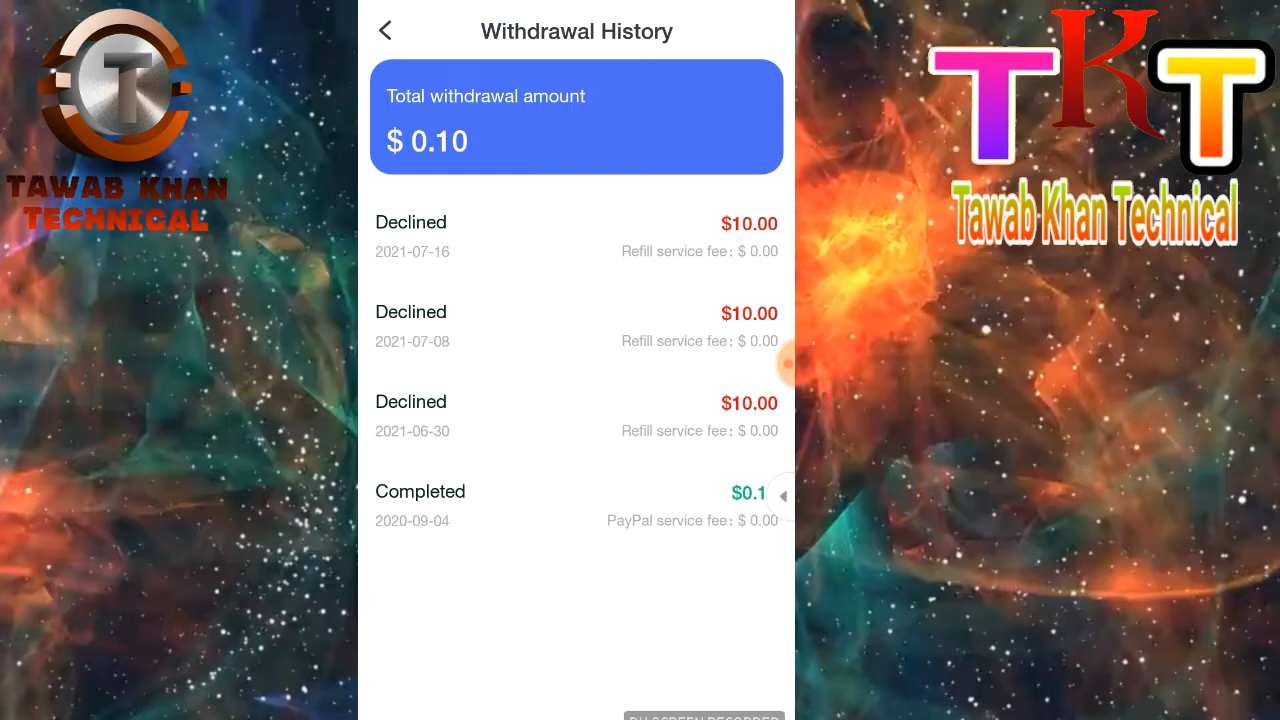 T
TAWAB KHAN
TECHNICAL
Withdrawal History
Total withdrawal amount
$ 0.10
Declined $10.00
2021-07-16 Refill service fee: $ 0.00
Declined $10.00
2021-07-08 Refill service fee: $ 0.00
Declined $10.00
2021-06-30 Refill service fee: $ 0.00
Completed $0.1
2020-09-04 PayPal service fee: $ 0.00
TKT
Tawab Khan Technical